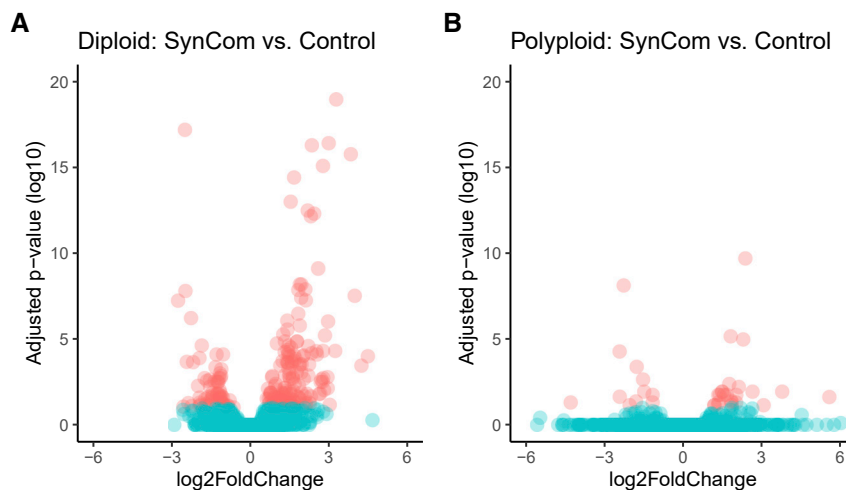 A
Diploid: SynCom vs. Control
20
15
10
5
0
Adjusted p−value (log10)
−6
−3
0
3
6
log2FoldChange
B
Polyploid: SynCom vs. Control
20
15
10
5
0
Adjusted p−value (log10)
−6
−3
0
3
6
log2FoldChange